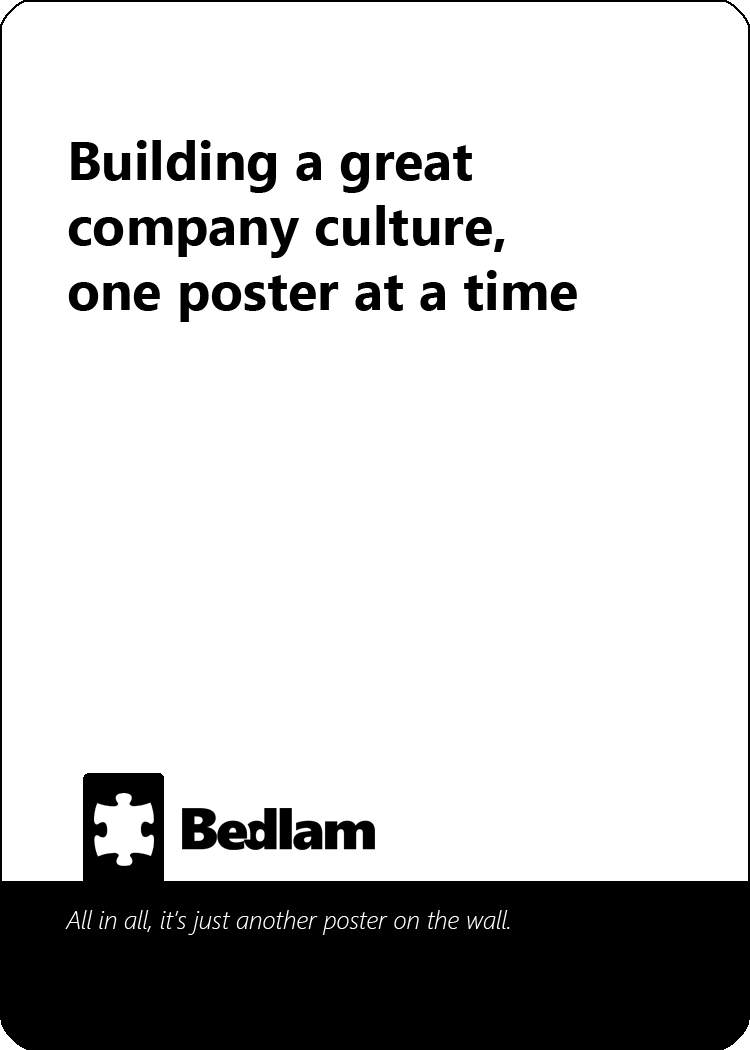 Building a great
company culture,
one poster at a time
Bedlam
All in all, it's just another poster on the wall.